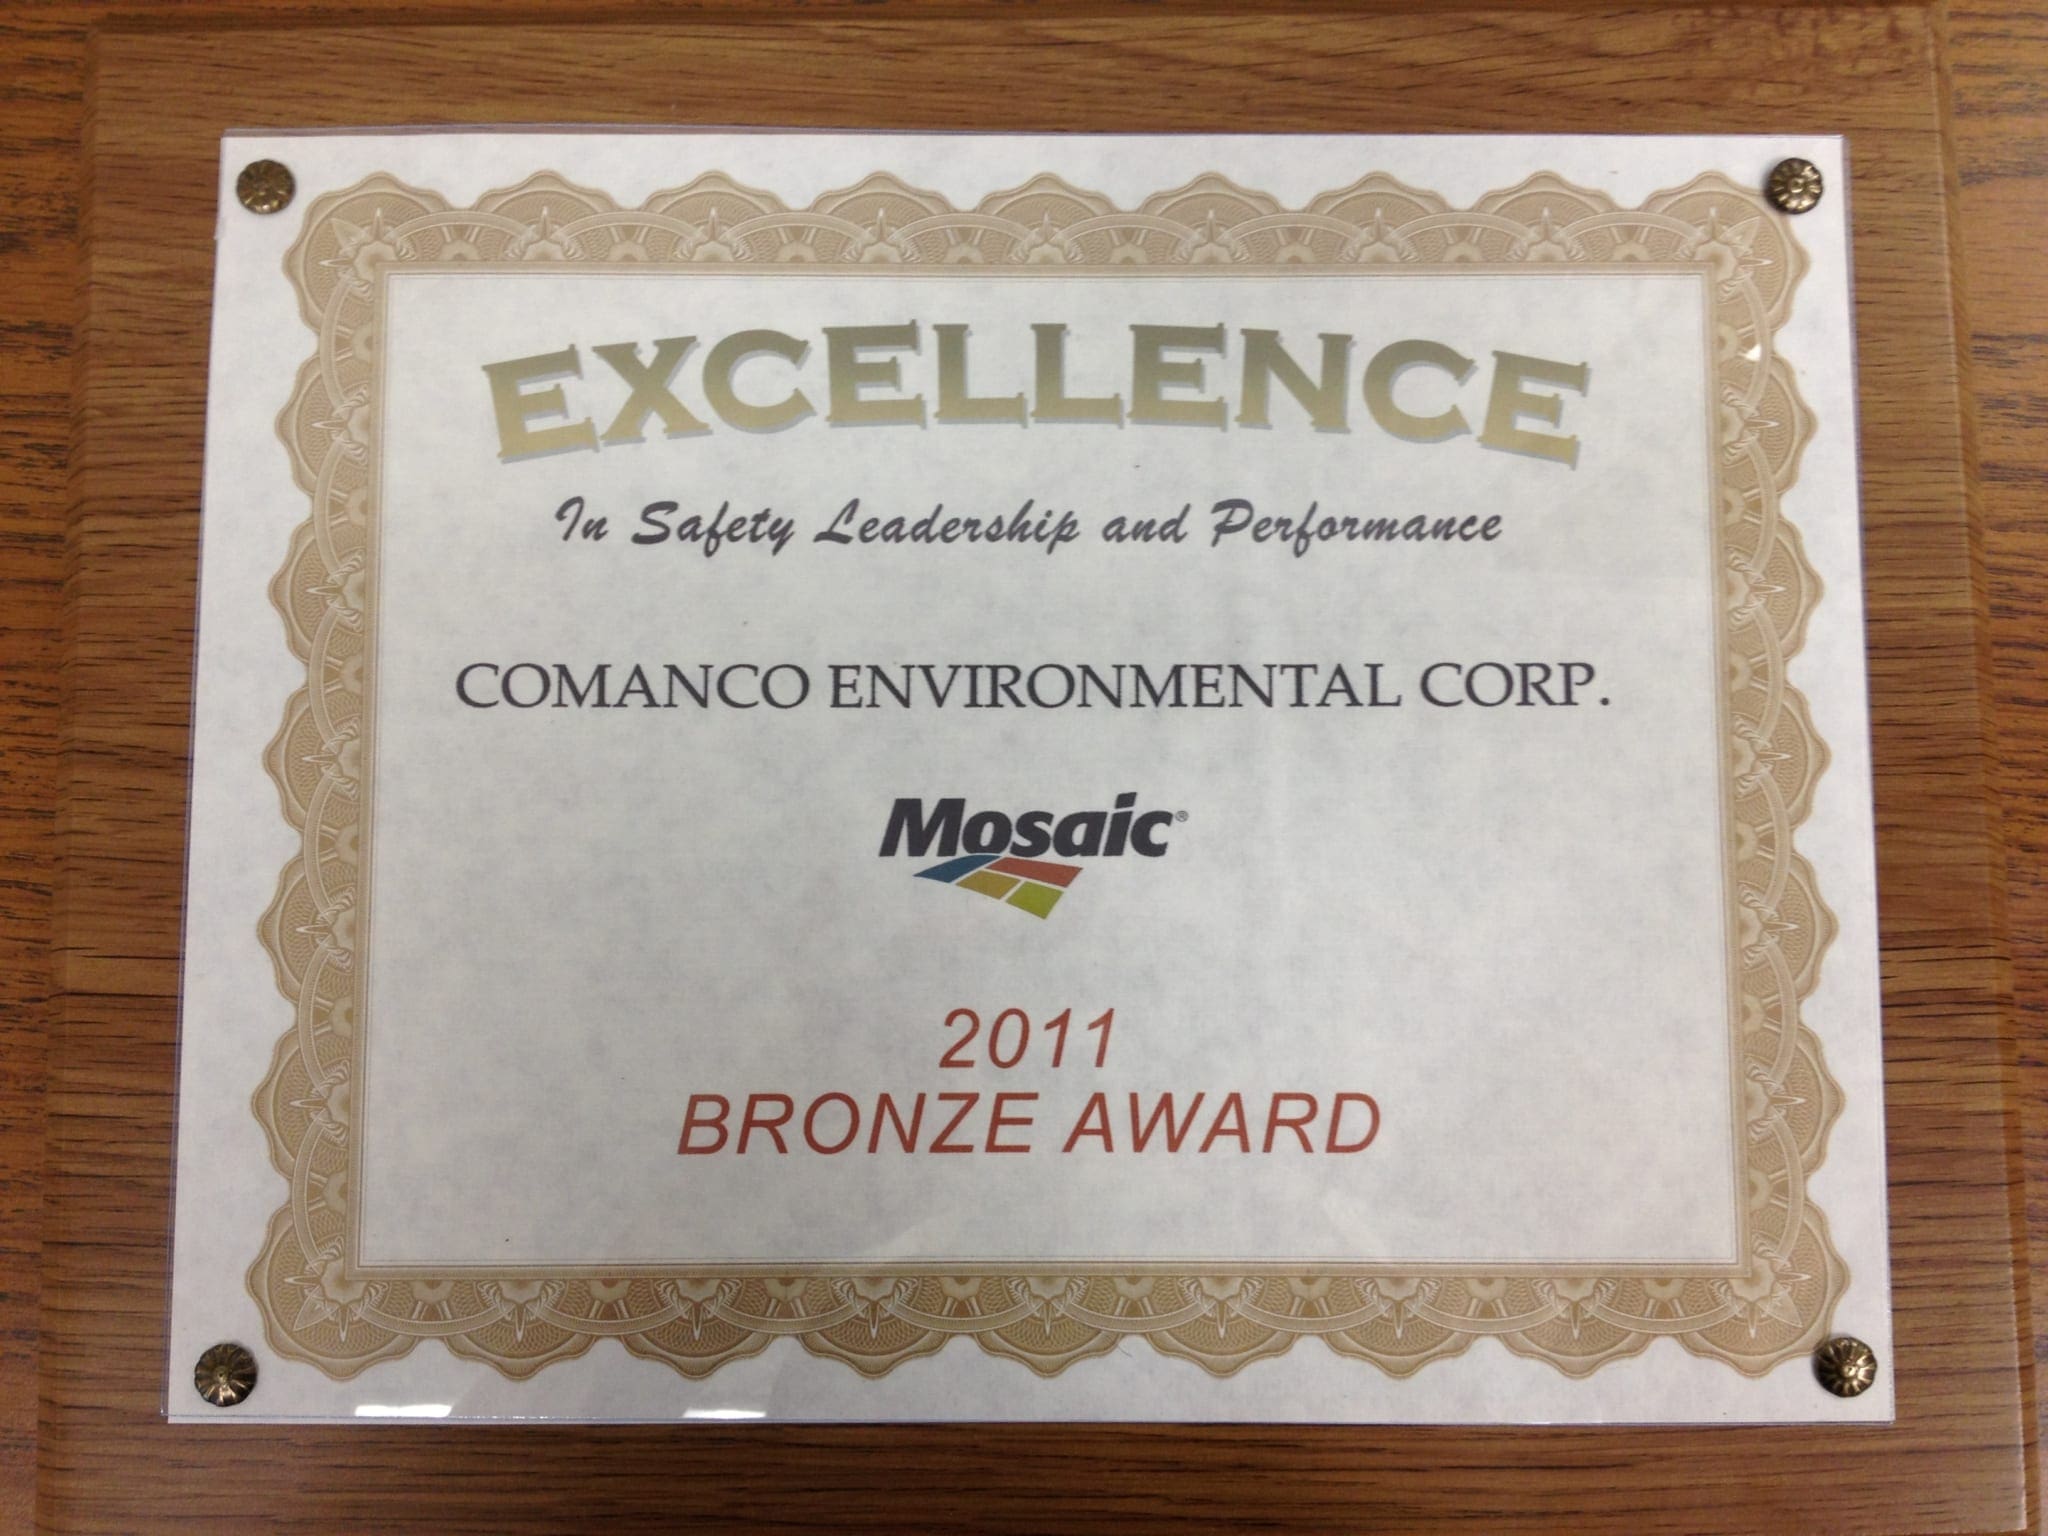 EXCELLENCE
In Safety Leadership and Performance
COMANCO ENVIRONMENTAL CORP.
Mosaic®
2011
BRONZE AWARD